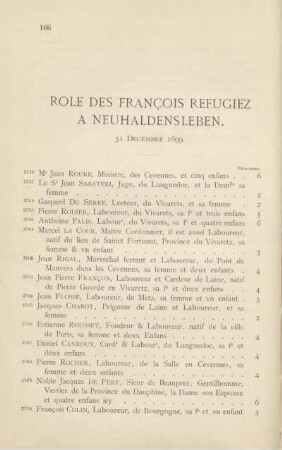 106
ROLE DES FRANÇOIS REFUGIEZ
A NEUHALDENSLEBEN.
31 DECEMBRE 1699.
Mr Jean ROURE, Ministre, des Cevennes, et cinq enfans . 6
Le Sr Jean SABATERI, Juge, du Languedoc, et la Demlle sa
femme . 2
Gaspard DU SERRE, Lecteur, du Vivarets, et sa femme . 2
Pierre RODIER, Laboureur, du Vivarets, sa fe et trois enfans 5
Anthoine PALIS, Labour, du Vivarets, sa fe et quatre enfans 6
Marcel LA COUR, Maitre Cordonnier, il est aussi Laboureur,
natif du lieu de Sainct Fortunat, Province du Vivaretz, sa
femme & vn enfant . 3
Jean RIGAL, Mareschal ferrant et Laboureur, du Pont de
Manvers dans les Cevennes, sa femme et deux enfants . 4
Jean Pierre FRANÇON, Laboureur et Cardeur de Laine, natif
de Pierre Gourde en Vivaretz, sa fe et deux enfans . 4
Jean FLOSSE, Laboureur, de Metz, sa femme et vn enfant . 3
Jacques CHABOT, Peigneur de Laine et Laboureur, et sa
femme . 2
Estienne ROUSSET, Fondeur & Laboureur, natif de la ville
de Paris, sa femme et deux Enfans . 4
Daniel CANROUX, Cardr & Labour, du Languedoc, sa fe et
deux enfans . 4
Pierre ROCHER, Laboureur, de la Salle en Cevennes, sa
femme et deux enfants . 4
Noble Jacques DE FERE, Sieur de Beaupres, Gentilhomme,
Verrier de la Province du Dauphiné, la Dame son Espouse
et quatre enfans icy . 6
François COLIN, Laboureur, de Bourgogne, sa fe et vn enfant 3